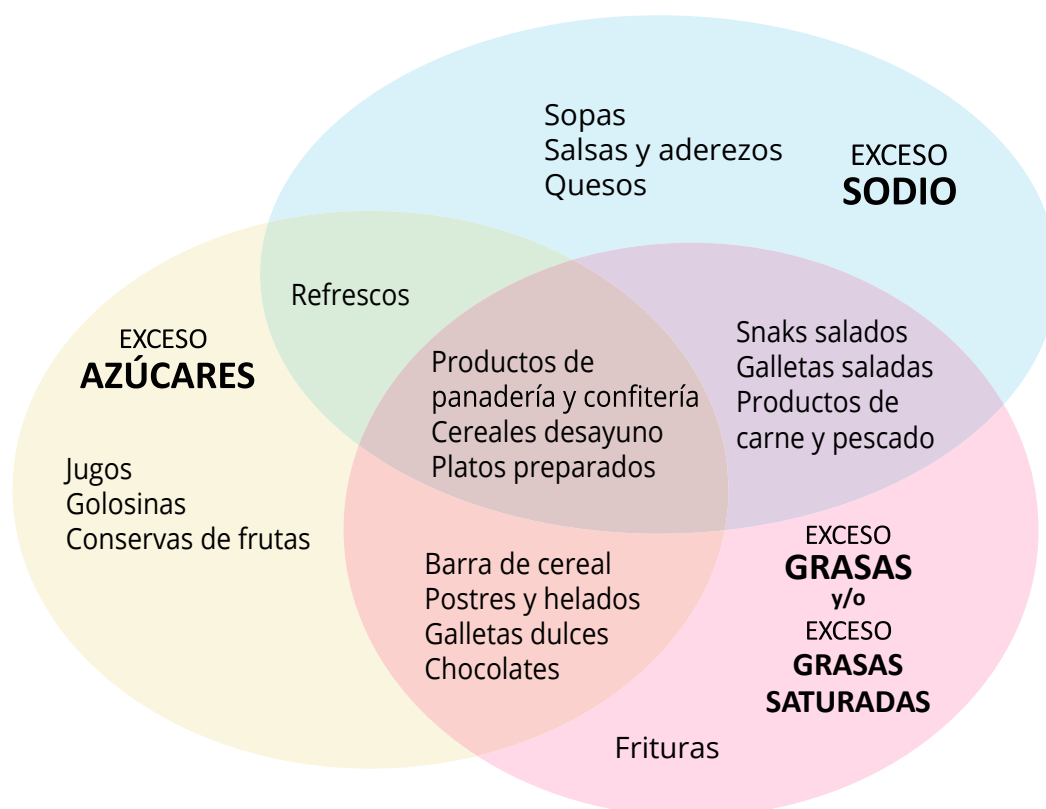 Sopas
Salsas y aderezos
Quesos
EXCESO
SODIO
Refrescos
EXCESO
AZÚCARES
Productos de
panadería y confitería
Cereales desayuno
Platos preparados
Snaks salados
Galletas saladas
Productos de
carne y pescado
Jugos
Golosinas
Conservas de frutas
Barra de cereal
Postres y helados
Galletas dulces
Chocolates
EXCESO
GRASAS
y/o
EXCESO
GRASAS
SATURADAS
Frituras